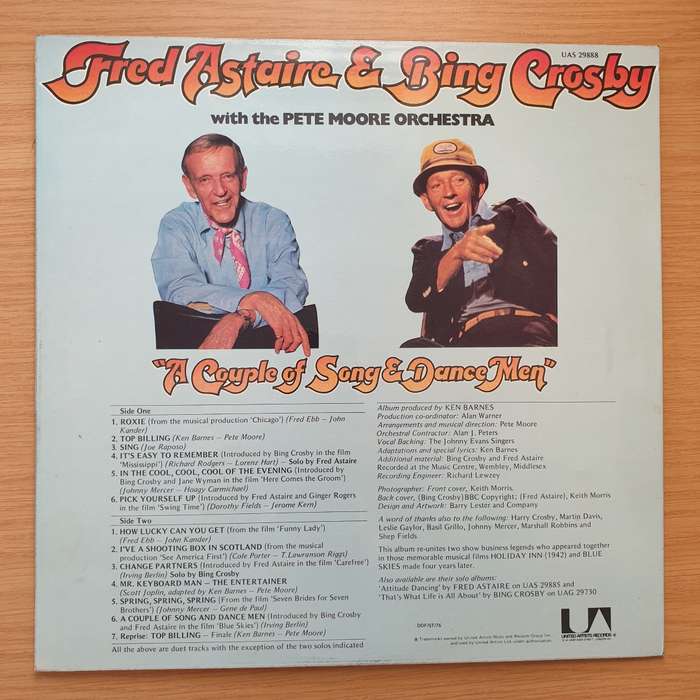 UAS 29888
Fred Astaire & Bing Crosby
with the PETE MOORE ORCHESTRA
"A Couple of Song & Dance Men"
Side One
1. ROXIE (from the musical production 'Chicago') (Fred Ebb – John
Kander)
2. TOP BILLING (Ken Barnes – Pete Moore)
3. SING (Joe Raposo)
4. IT'S EASY TO REMEMBER (Introduced by Bing Crosby in the film
'Mississippi') (Richard Rodgers – Lorenz Hart) – Solo by Fred Astaire
5. IN THE COOL, COOL, COOL OF THE EVENING (Introduced by
Bing Crosby and Jane Wyman in the film 'Here Comes the Groom')
(Johnny Mercer – Hoagy Carmichael)
6. PICK YOURSELF UP (Introduced by Fred Astaire and Ginger Rogers
in the film 'Swing Time') (Dorothy Fields – Jerome Kern)
Side Two
1. HOW LUCKY CAN YOU GET (from the film 'Funny Lady')
(Fred Ebb – John Kander)
2. I'VE A SHOOTING BOX IN SCOTLAND (from the musical
production 'See America First') (Cole Porter – T. Lawranson Riggs)
3. CHANGE PARTNERS (Introduced by Fred Astaire in the film 'Carefree')
(Irving Berlin) Solo by Bing Crosby
4. MR. KEYBOARD MAN – THE ENTERTAINER
(Scott Joplin, adapted by Ken Barnes – Pete Moore)
5. SPRING, SPRING, SPRING (From the film 'Seven Brides for Seven
Brothers') (Johnny Mercer – Gene de Paul)
6. A COUPLE OF SONG AND DANCE MEN (Introduced by Bing Crosby
and Fred Astaire in the film 'Blue Skies') (Irving Berlin)
7. Reprise: TOP BILLING – Finale (Ken Barnes – Pete Moore)
All the above are duet tracks with the exception of the two solos indicated
Album produced by KEN BARNES
Production co-ordinator: Alan Warner
Arrangements and musical direction: Pete Moore
Orchestral Contractor: Alan J. Peters
Vocal Backing: The Johnny Evans Singers
Adaptations and special lyrics: Ken Barnes
Additional material: Bing Crosby and Fred Astaire
Recorded at the Music Centre, Wembley, Middlesex
Recording Engineer: Richard Lewzey
Photographer: Front cover, Keith Morris.
Back cover, (Bing Crosby) BBC Copyright; (Fred Astaire), Keith Morris
Design and Artwork: Barry Lester and Company
A word of thanks also to the following: Harry Crosby, Martin Davis,
Leslie Gaylor, Basil Grillo, Johnny Mercer, Marshall Robbins and
Shep Fields
This album re-unites two show business legends who appeared together
in those memorable musical films HOLIDAY INN (1942) and BLUE
SKIES made four years later.
Also available are their solo albums:
'Attitude Dancing' by FRED ASTAIRE on UAS 29885 and
'That's What Life is All About' by BING CROSBY on UAG 29730
UA
UNITED ARTISTS RECORDS